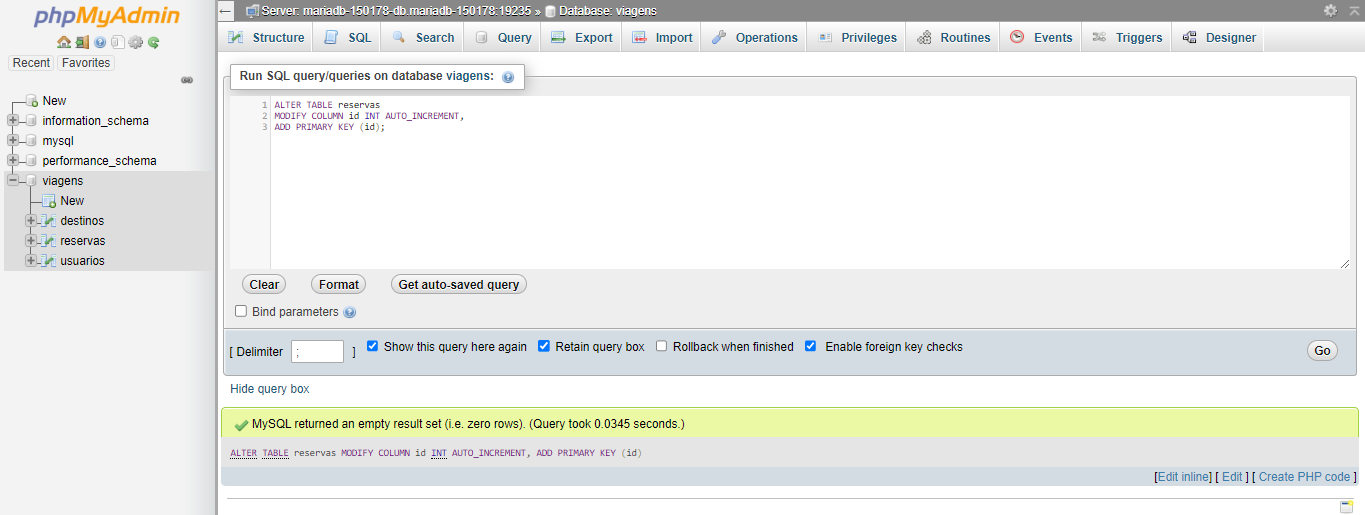 phpMyAdmin
Recent Favorites
New
information_schema
mysql
performance_schema
viagens
New
destinos
reservas
usuarios
Server: mariadb-150178-db.mariadb-150178:19235 » Database: viagens
Structure SQL Search Query Export Import Operations Privileges Routines Events Triggers Designer
Run SQL query/queries on database viagens:
1 ALTER TABLE reservas
2 MODIFY COLUMN id INT AUTO_INCREMENT,
3 ADD PRIMARY KEY (id);
Clear Format Get auto-saved query
Bind parameters
[ Delimiter ; ] Show this query here again Retain query box Rollback when finished Enable foreign key checks Go
Hide query box
MySQL returned an empty result set (i.e. zero rows). (Query took 0.0345 seconds.)
ALTER TABLE reservas MODIFY COLUMN id INT AUTO_INCREMENT, ADD PRIMARY KEY (id)
[Edit inline] [ Edit ] [ Create PHP code ]